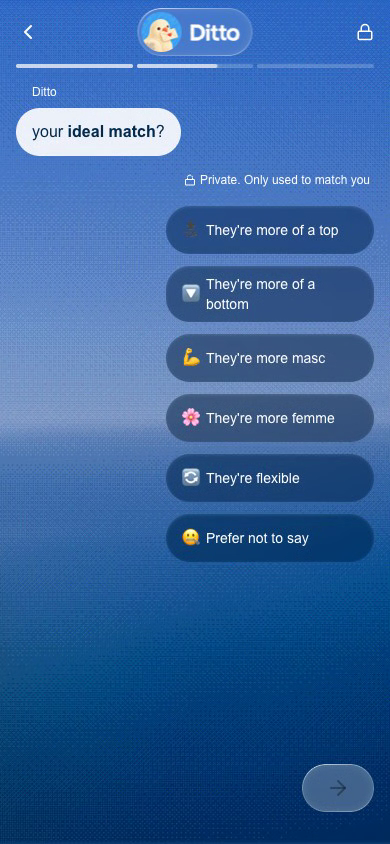 Ditto
Ditto
your ideal match?
Private. Only used to match you
They're more of a top
They're more of a
bottom
They're more masc
They're more femme
They're flexible
Prefer not to say